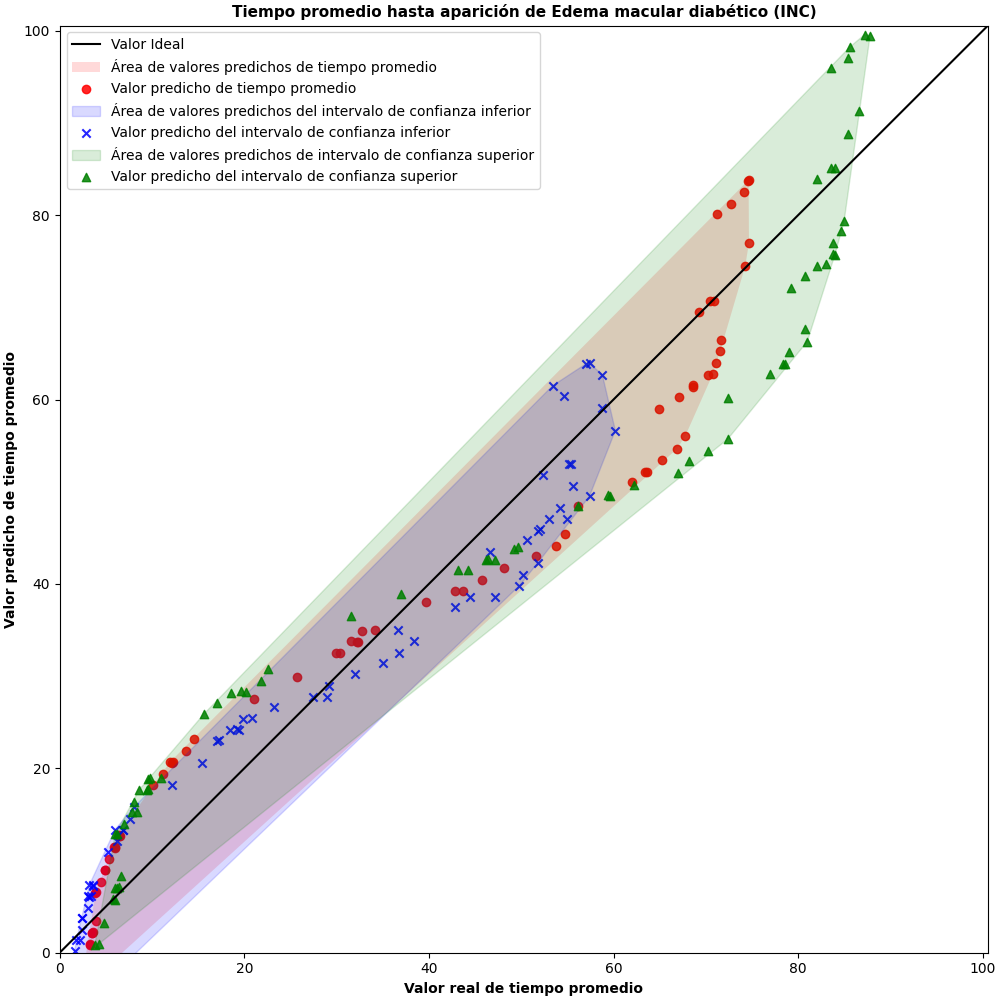 Tiempo promedio hasta aparición de Edema macular diabético (INC)
Valor Ideal
Área de valores predichos de tiempo promedio
Valor predicho de tiempo promedio
Área de valores predichos del intervalo de confianza inferior
Valor predicho del intervalo de confianza inferior
Área de valores predichos de intervalo de confianza superior
Valor predicho del intervalo de confianza superior
Valor predicho de tiempo promedio
100
80
60
40
20
0
0 20 40 60 80 100
Valor real de tiempo promedio